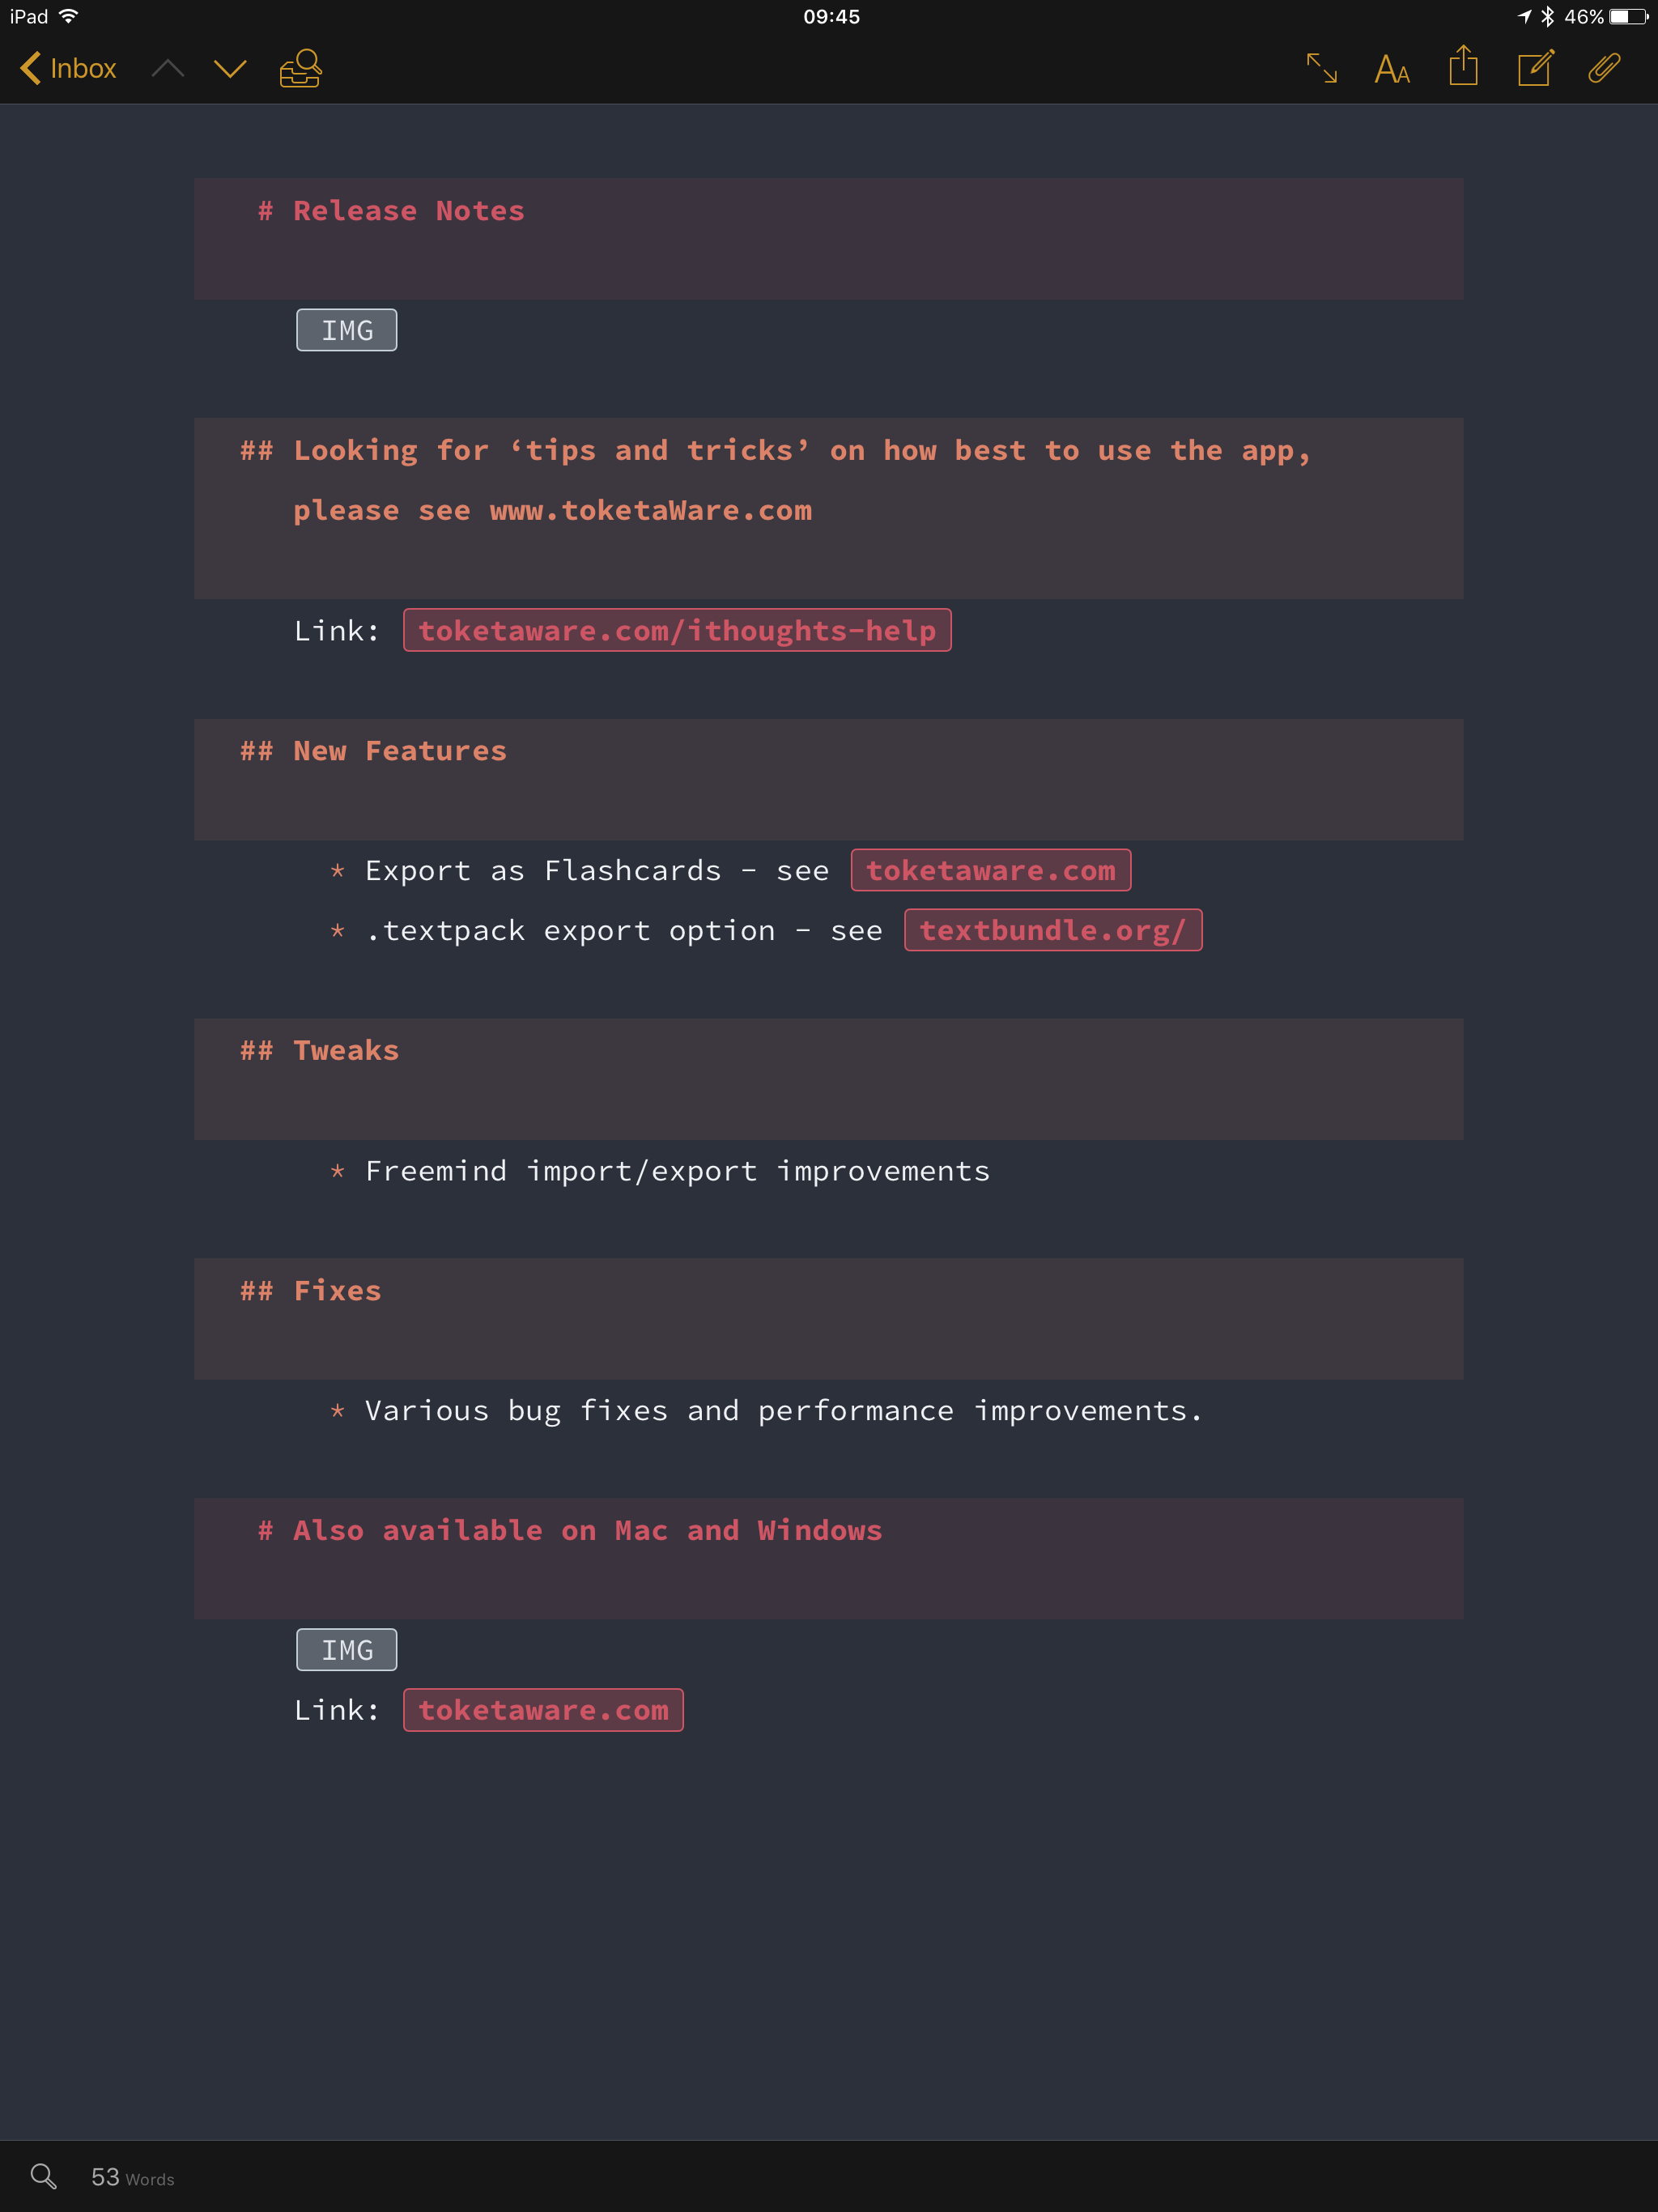 iPad 09:45 46%
Inbox AA
# Release Notes
IMG
## Looking for ‘tips and tricks’ on how best to use the app,
please see www.toketaWare.com
Link: toketaware.com/ithoughts-help
## New Features
* Export as Flashcards - see toketaware.com
* .textpack export option - see textbundle.org/
## Tweaks
* Freemind import/export improvements
## Fixes
* Various bug fixes and performance improvements.
# Also available on Mac and Windows
IMG
Link: toketaware.com
53 Words